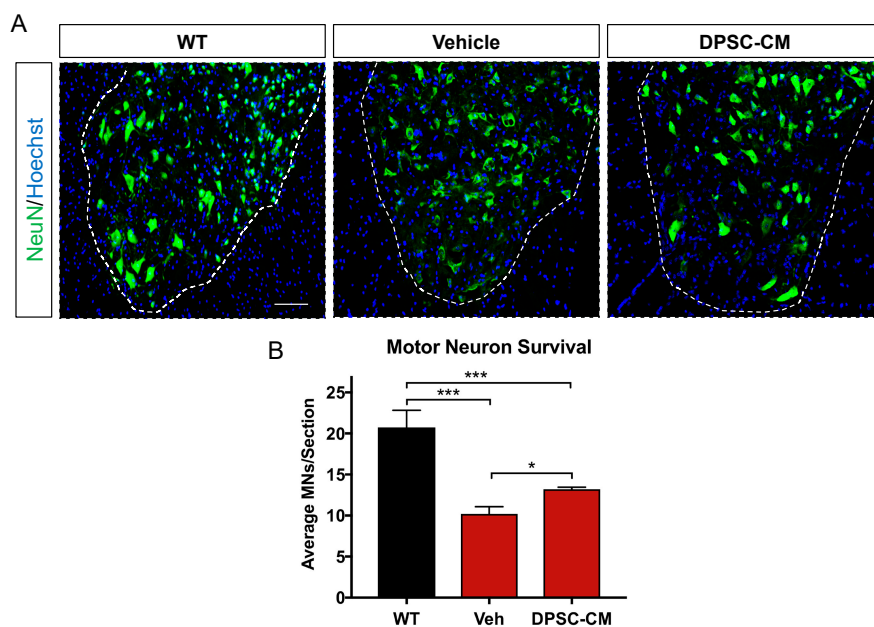 A
WT
Vehicle
DPSC-CM
NeuN/Hoechst
B
Motor Neuron Survival
Average MNs/Section
25
20
15
10
5
0
***
***
*
WT
Veh
DPSC-CM